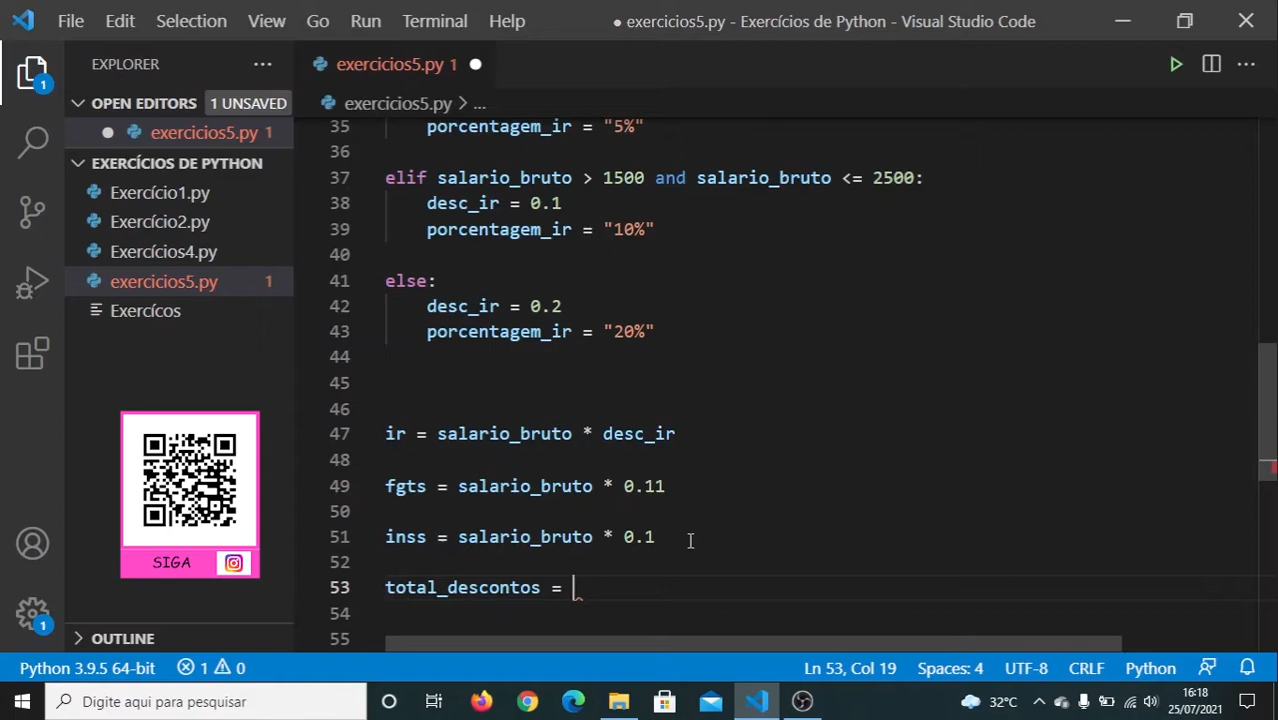 File Edit Selection View Go Run Terminal Help ● exercicios5.py - Exercícios de Python - Visual Studio Code
EXPLORER ...
exercicios5.py 1
OPEN EDITORS 1 UNSAVED
exercicios5.py > ...
exercicios5.py 1
EXERCÍCIOS DE PYTHON
Exercício1.py
Exercício2.py
Exercícios4.py
exercicios5.py 1
Exercícos
35 porcentagem_ir = "5%"
36
37 elif salario_bruto > 1500 and salario_bruto <= 2500:
38 desc_ir = 0.1
39 porcentagem_ir = "10%"
40
41 else:
42 desc_ir = 0.2
43 porcentagem_ir = "20%"
44
45
46
47 ir = salario_bruto * desc_ir
48
49 fgts = salario_bruto * 0.11
50
51 inss = salario_bruto * 0.1
52
53 total_descontos =
54
55
1
SIGA
1
OUTLINE
Python 3.9.5 64-bit 1 0 Ln 53, Col 19 Spaces: 4 UTF-8 CRLF Python
Digite aqui para pesquisar
32°C
16:18
25/07/2021